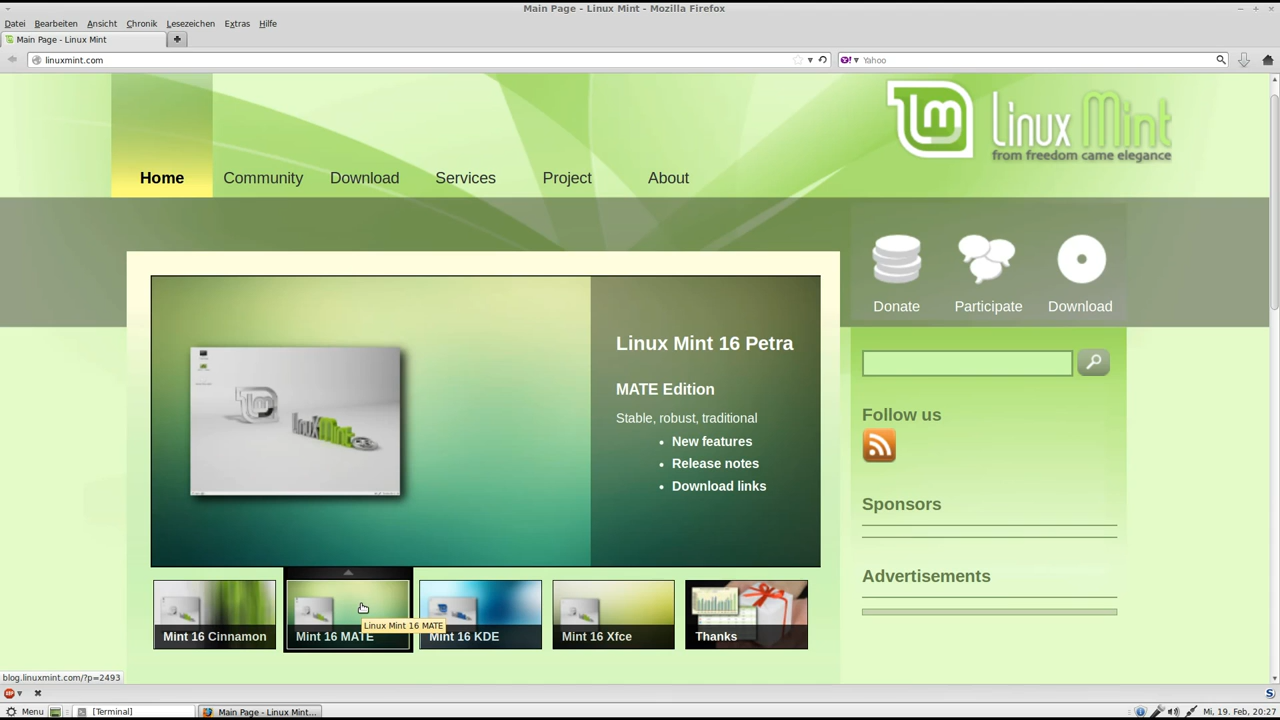 Main Page - Linux Mint - Mozilla Firefox
Datei Bearbeiten Ansicht Chronik Lesezeichen Extras Hilfe
Main Page - Linux Mint
linuxmint.com
Yahoo
Linux Mint
from freedom came elegance
Home Community Download Services Project About
Donate Participate Download
Linux Mint 16 Petra
MATE Edition
Stable, robust, traditional
• New features
• Release notes
• Download links
Follow us
Sponsors
Advertisements
Mint 16 Cinnamon Mint 16 MATE Mint 16 KDE Mint 16 Xfce Thanks
Linux Mint 16 MATE
blog.linuxmint.com/?p=2493
Menu [Terminal] Main Page - Linux Mint... Mi, 19. Feb, 20:27